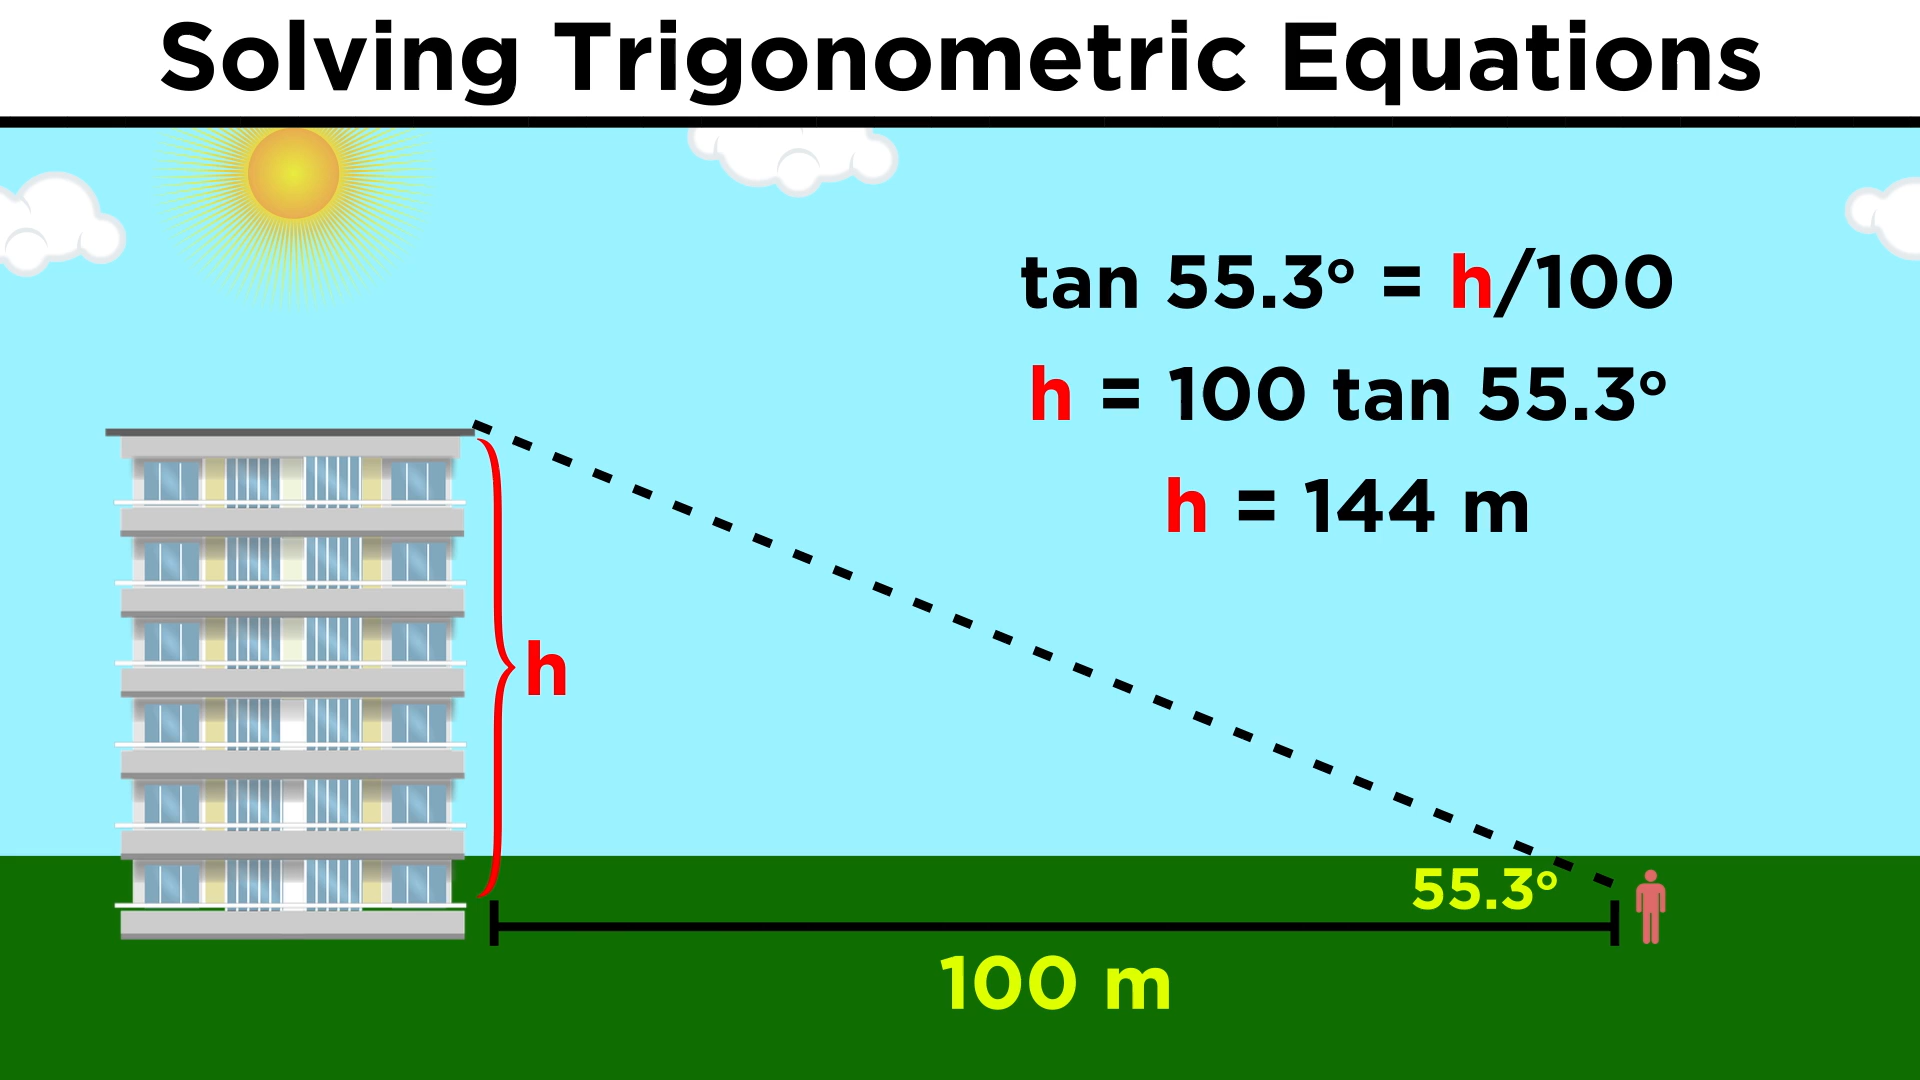 Solving Trigonometric Equations
tan 55.3° = h/100
h = 100 tan 55.3°
h = 144 m
h
55.3°
100 m